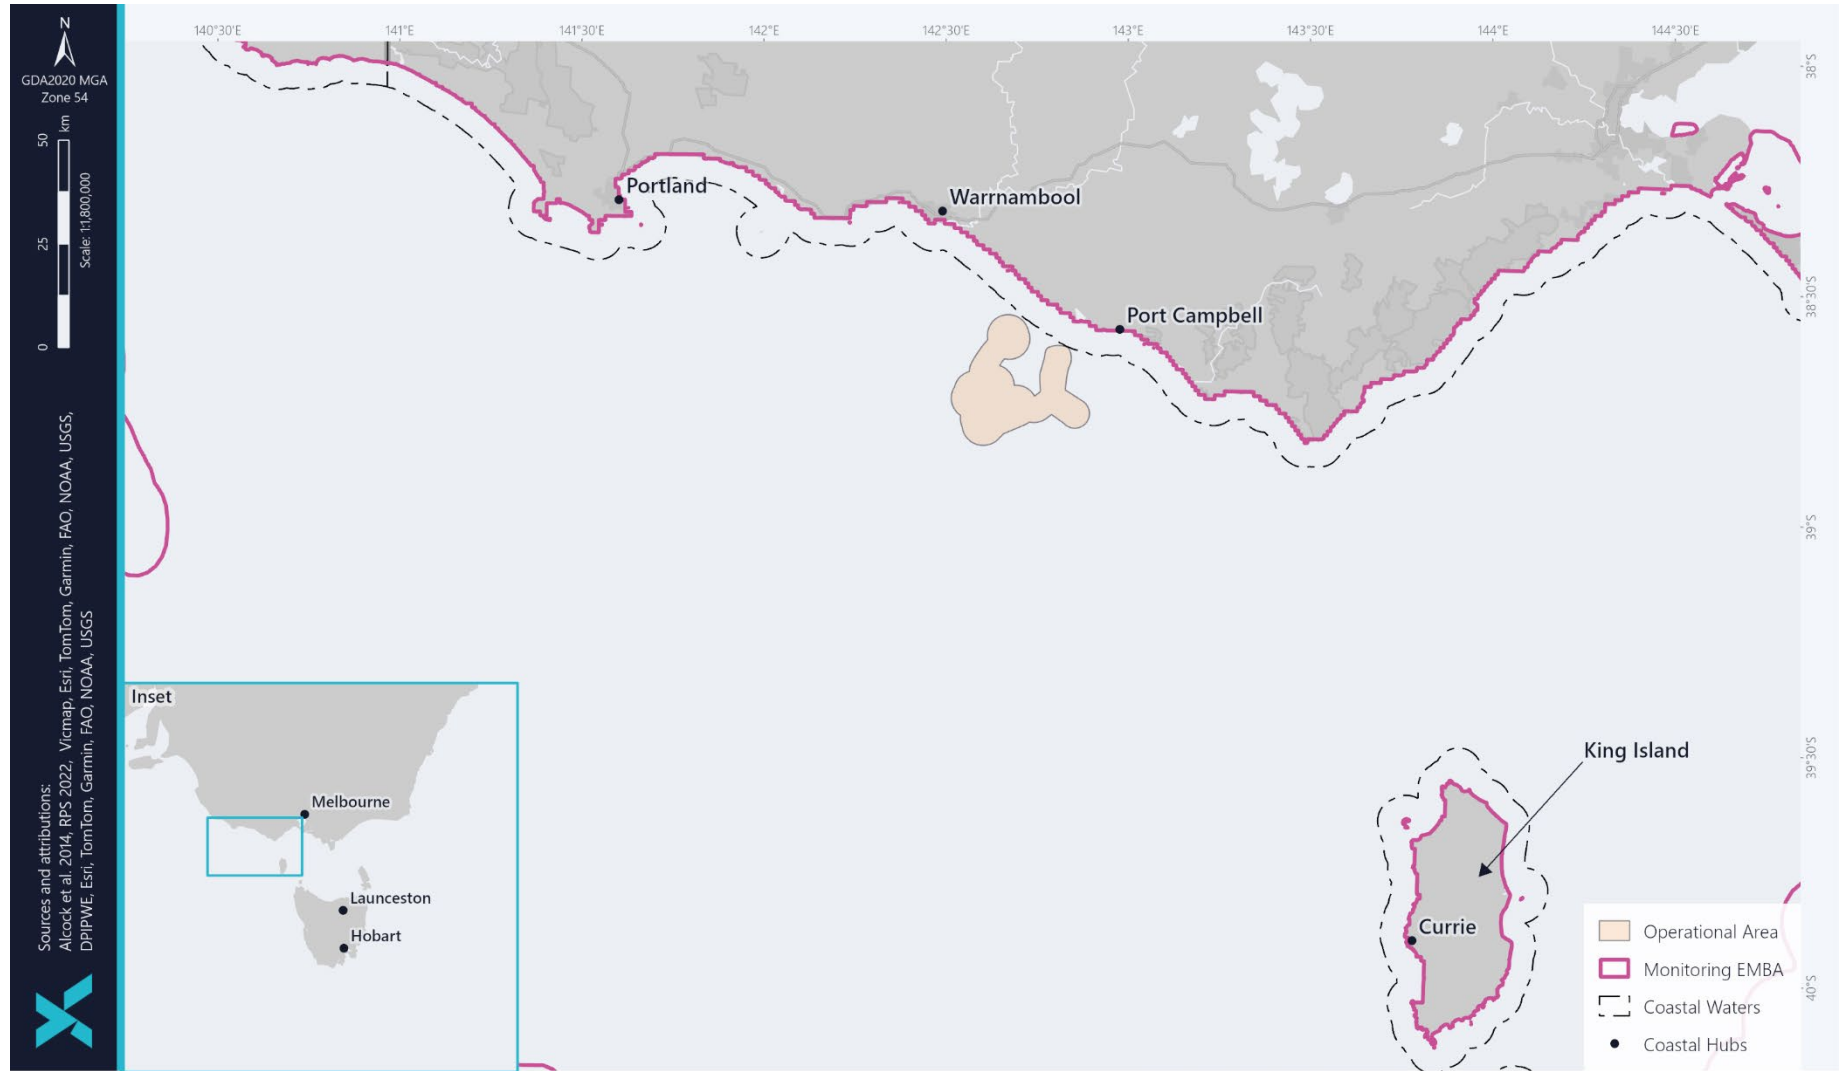 140°30'E
141°E
141°30'E
142°E
142°30'E
143°E
143°30'E
144°E
144°30'E
N
GDA2020 MGA
Zone 54
km
50
25
0
Scale: 1:1,800,000
38°S
38°30'S
39°S
39°30'S
40°S
Portland
Warrnambool
Port Campbell
King Island
Currie
Inset
Melbourne
Launceston
Hobart
Sources and attributions:
Alcock et al. 2014, RPS 2022, Vicmap, Esri, TomTom, Garmin, FAO, NOAA, USGS,
DPIPWE, Esri, TomTom, Garmin, FAO, NOAA, USGS
Operational Area
Monitoring EMBA
Coastal Waters
Coastal Hubs